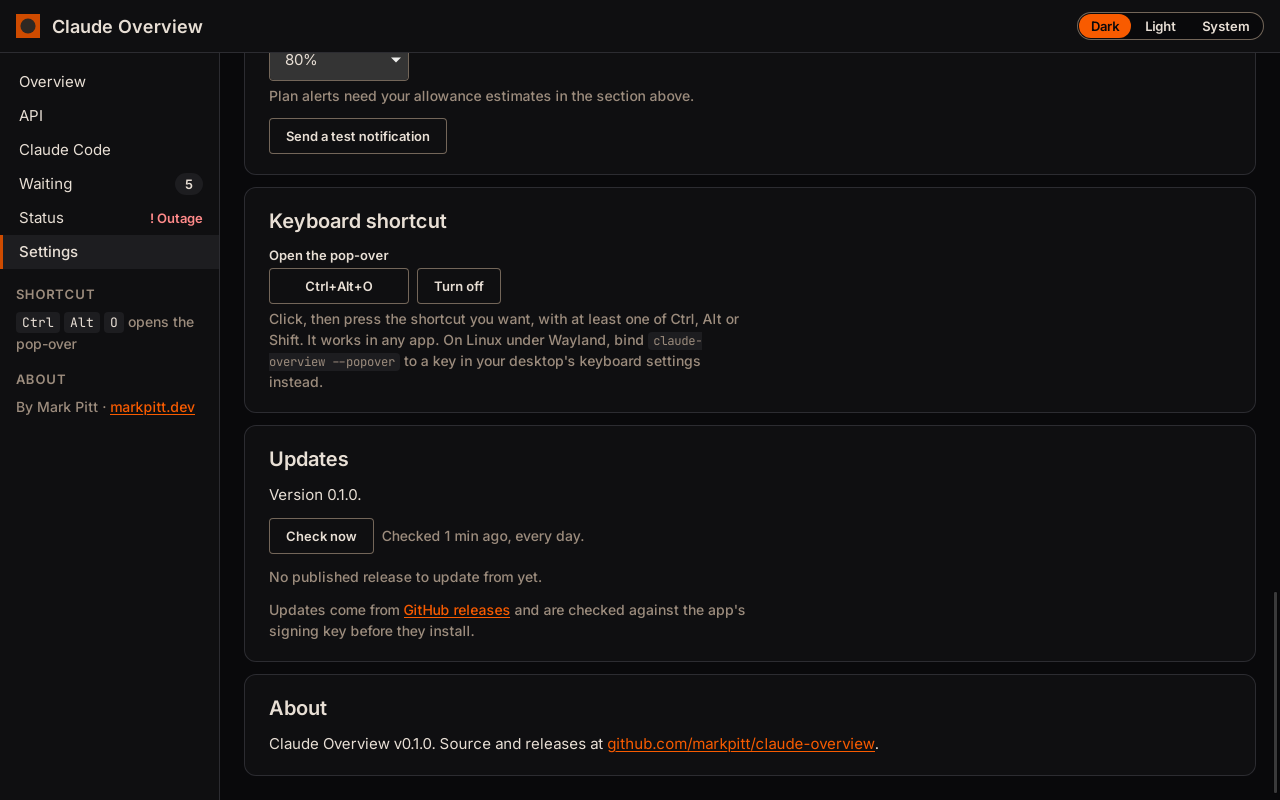 Claude Overview
Dark Light System
Overview
API
Claude Code
Waiting 5
Status ! Outage
Settings
SHORTCUT
Ctrl Alt O opens the
pop-over
ABOUT
By Mark Pitt · markpitt.dev
80%
Plan alerts need your allowance estimates in the section above.
Send a test notification
Keyboard shortcut
Open the pop-over
Ctrl+Alt+O Turn off
Click, then press the shortcut you want, with at least one of Ctrl, Alt or
Shift. It works in any app. On Linux under Wayland, bind claude-
overview --popover to a key in your desktop's keyboard settings
instead.
Updates
Version 0.1.0.
Check now Checked 1 min ago, every day.
No published release to update from yet.
Updates come from GitHub releases and are checked against the app's
signing key before they install.
About
Claude Overview v0.1.0. Source and releases at github.com/markpitt/claude-overview.